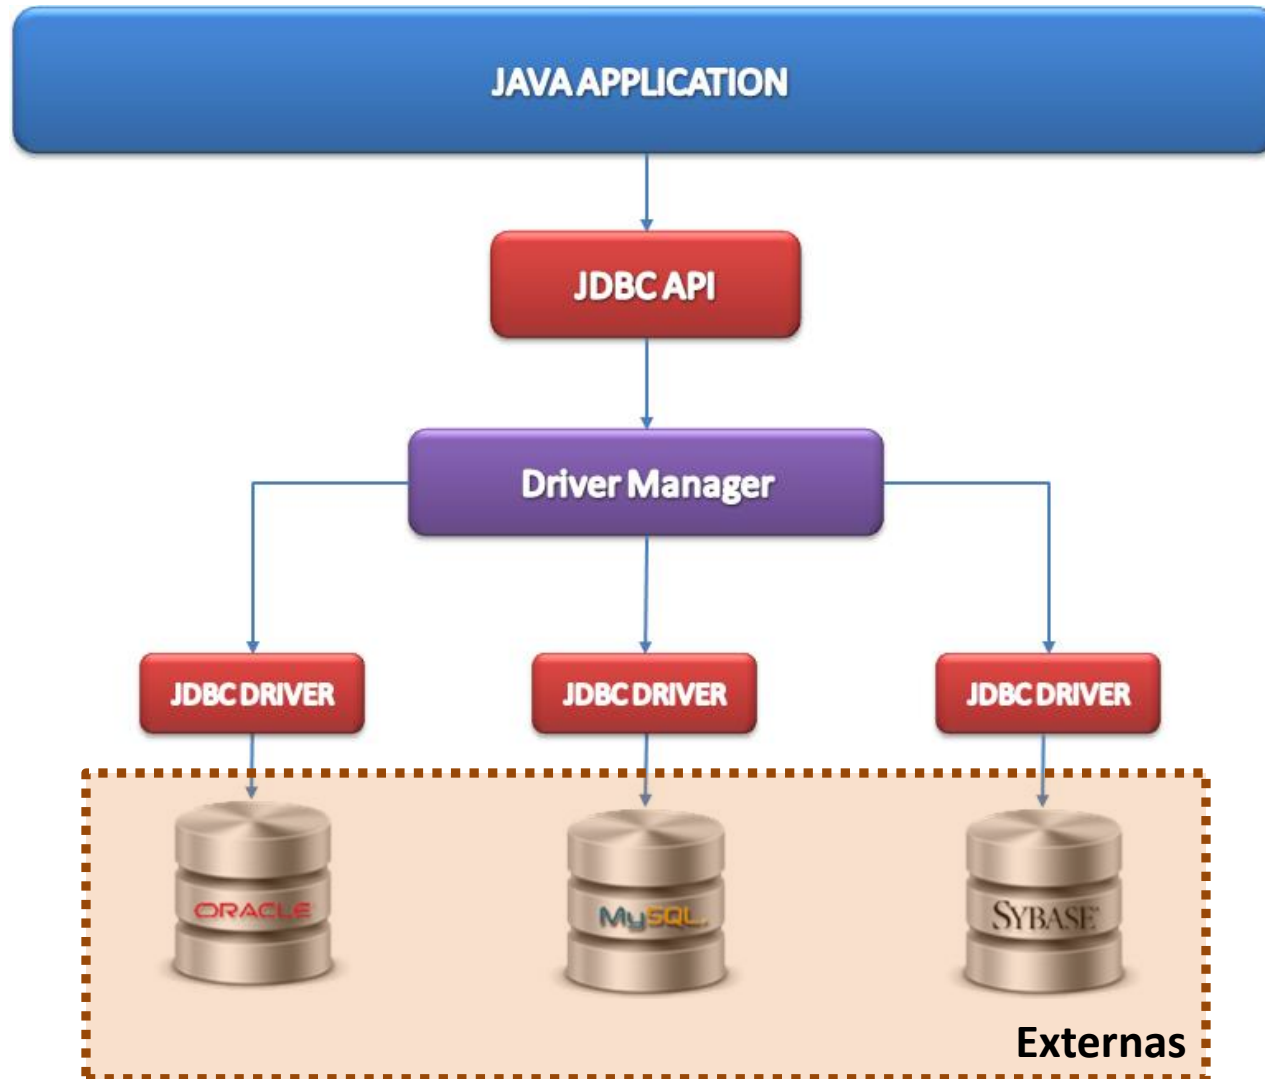 JAVA APPLICATION
JDBC API
Driver Manager
JDBC DRIVER
JDBC DRIVER
JDBC DRIVER
ORACLE
MySQL.
SYBASE
Externas